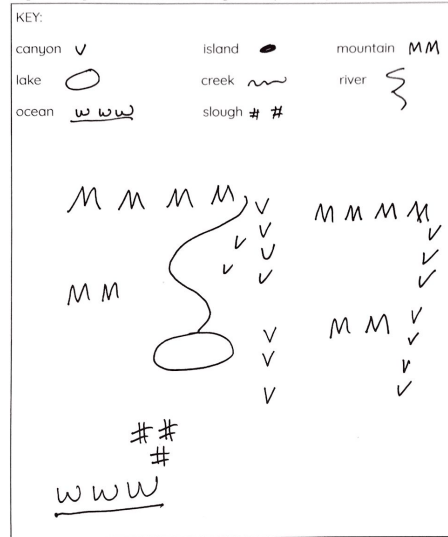 KEY:
canyon v island mountain MM
lake creek river
ocean w w w slough # #
M M M M v
M M M M
v
v
v
v
v
v
v
v
v
M M
M M v
v
v
v
v
v
v
# #
#
W W W